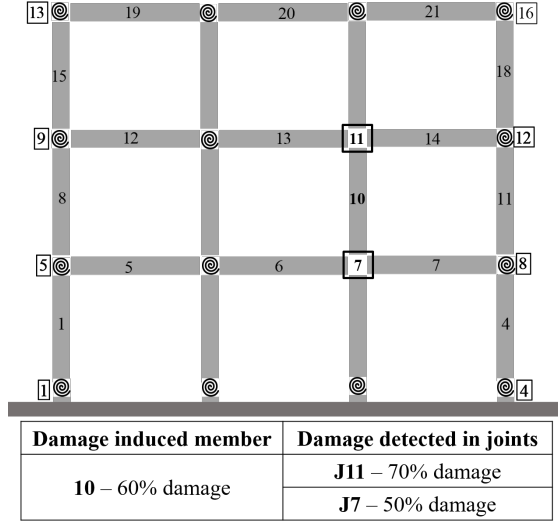 13 19 20 21 16
15 18
9 12 13 11 14 12
8 10 11
5 5 6 7 7 8
1 4
1 4
Damage induced member Damage detected in joints
10 – 60% damage
J11 – 70% damage
J7 – 50% damage